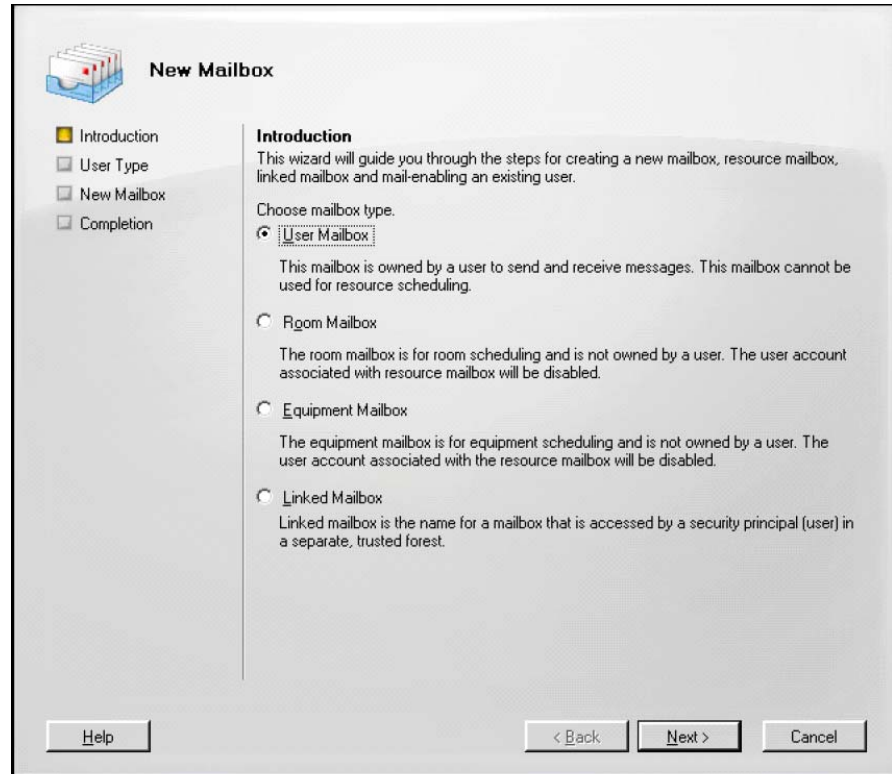 New Mailbox
Introduction
User Type
New Mailbox
Completion
Introduction
This wizard will guide you through the steps for creating a new mailbox, resource mailbox,
linked mailbox and mail-enabling an existing user.
Choose mailbox type.
User Mailbox
This mailbox is owned by a user to send and receive messages. This mailbox cannot be
used for resource scheduling.
Room Mailbox
The room mailbox is for room scheduling and is not owned by a user. The user account
associated with resource mailbox will be disabled.
Equipment Mailbox
The equipment mailbox is for equipment scheduling and is not owned by a user. The
user account associated with the resource mailbox will be disabled.
Linked Mailbox
Linked mailbox is the name for a mailbox that is accessed by a security principal (user) in
a separate, trusted forest.
Help
< Back
Next >
Cancel